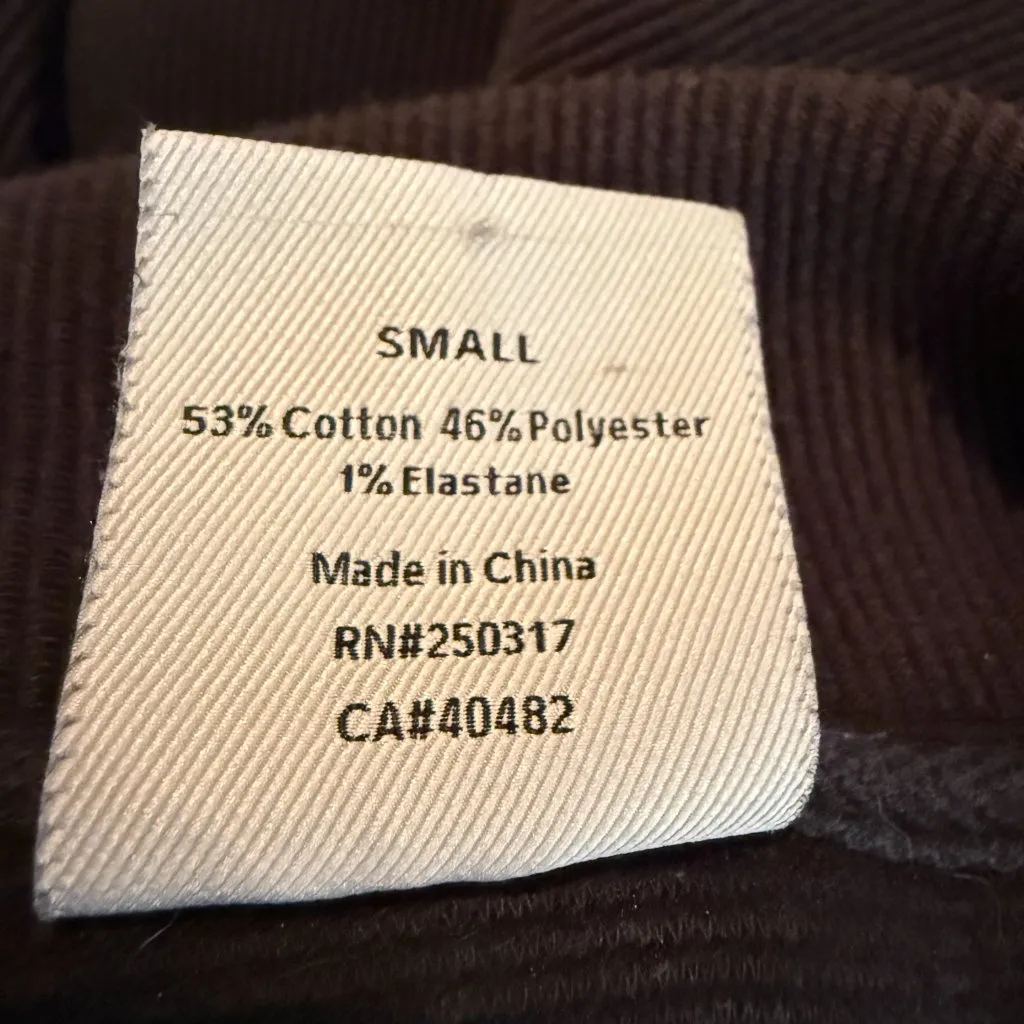 SMALL
53% Cotton 46% Polyester
1% Elastane
Made in China
RN#250317
CA#40482